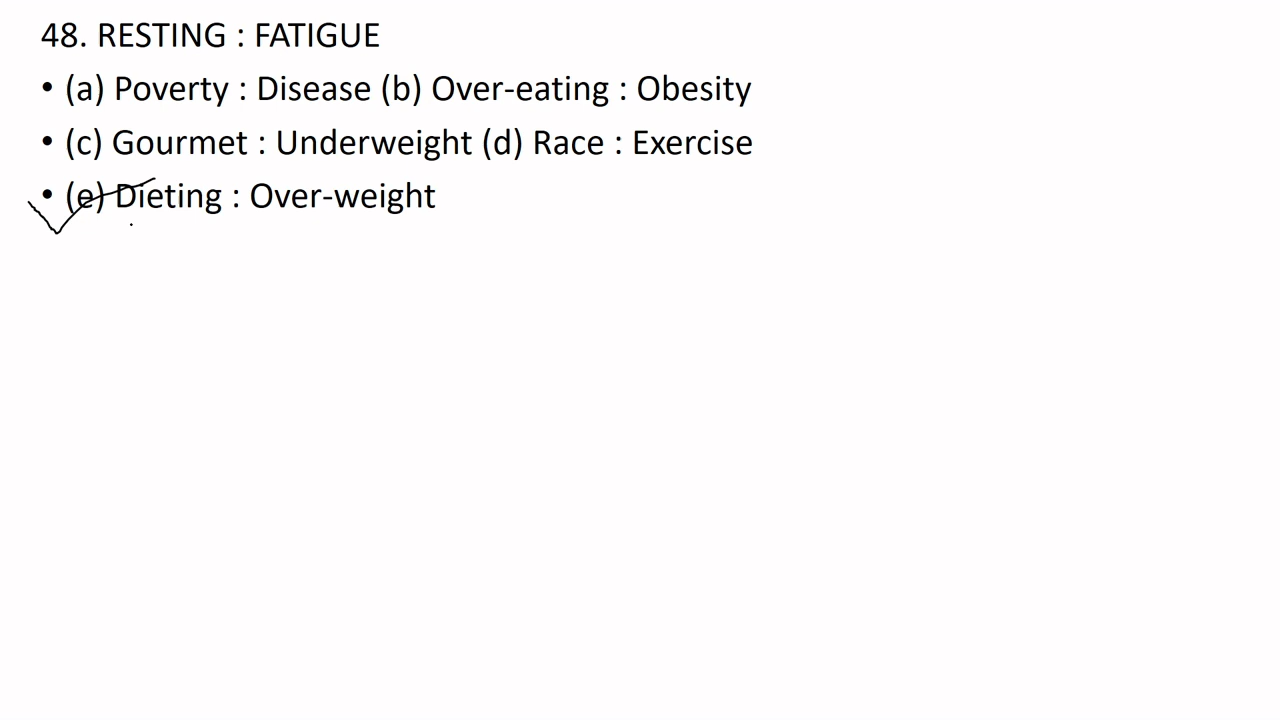 48. RESTING : FATIGUE
• (a) Poverty : Disease (b) Over-eating : Obesity
• (c) Gourmet : Underweight (d) Race : Exercise
• (e) Dieting : Over-weight